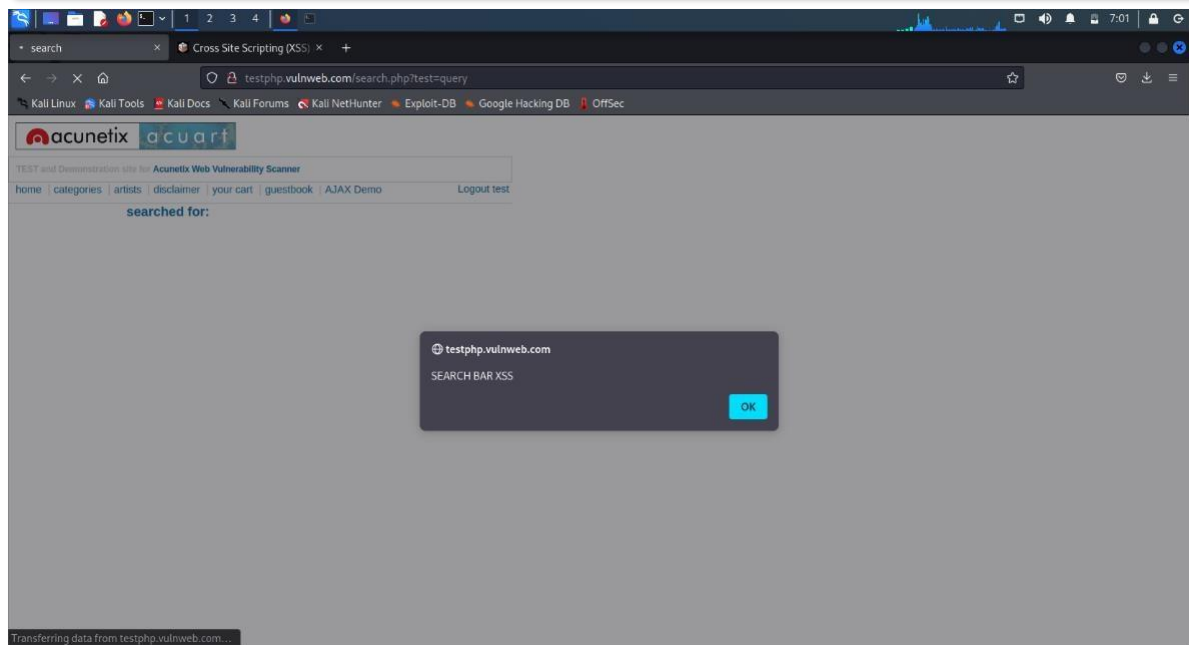 1 2 3 4 7:01
search Cross Site Scripting (XSS)
testphp.vulnweb.com/search.php?test=query
Kali Linux Kali Tools Kali Docs Kali Forums Kali NetHunter Exploit-DB Google Hacking DB OffSec
acunetix acuart
TEST and Demonstration site for Acunetix Web Vulnerability Scanner
home categories artists disclaimer your cart guestbook AJAX Demo Logout test
searched for:
testphp.vulnweb.com
SEARCH BAR XSS
OK
Transferring data from testphp.vulnweb.com...